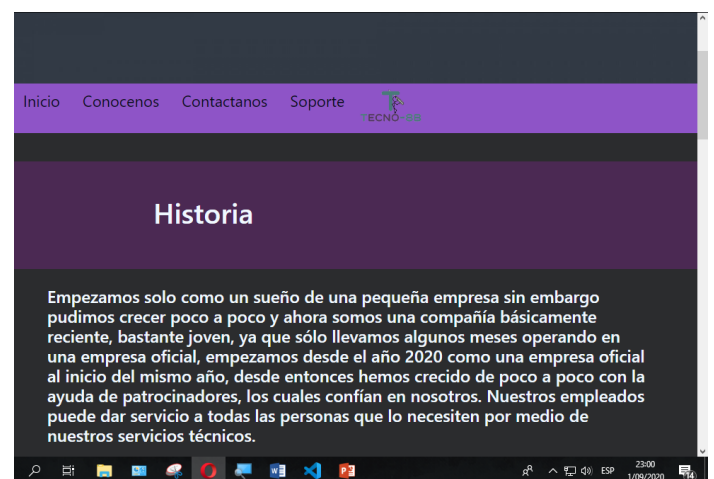 Inicio Conocenos Contactanos Soporte
ECNO
Historia
Empezamos solo como un sueño de una pequeña empresa sin embargo
pudimos crecer poco a poco y ahora somos una compañía básicamente
reciente, bastante joven, ya que sólo llevamos algunos meses operando en
una empresa oficial, empezamos desde el año 2020 como una empresa oficial
al inicio del mismo año, desde entonces hemos crecido de poco a poco con la
ayuda de patrocinadores, los cuales confían en nosotros. Nuestros empleados
puede dar servicio a todas las personas que lo necesiten por medio de
nuestros servicios técnicos.
ESP 23:00
1/09/2020 14